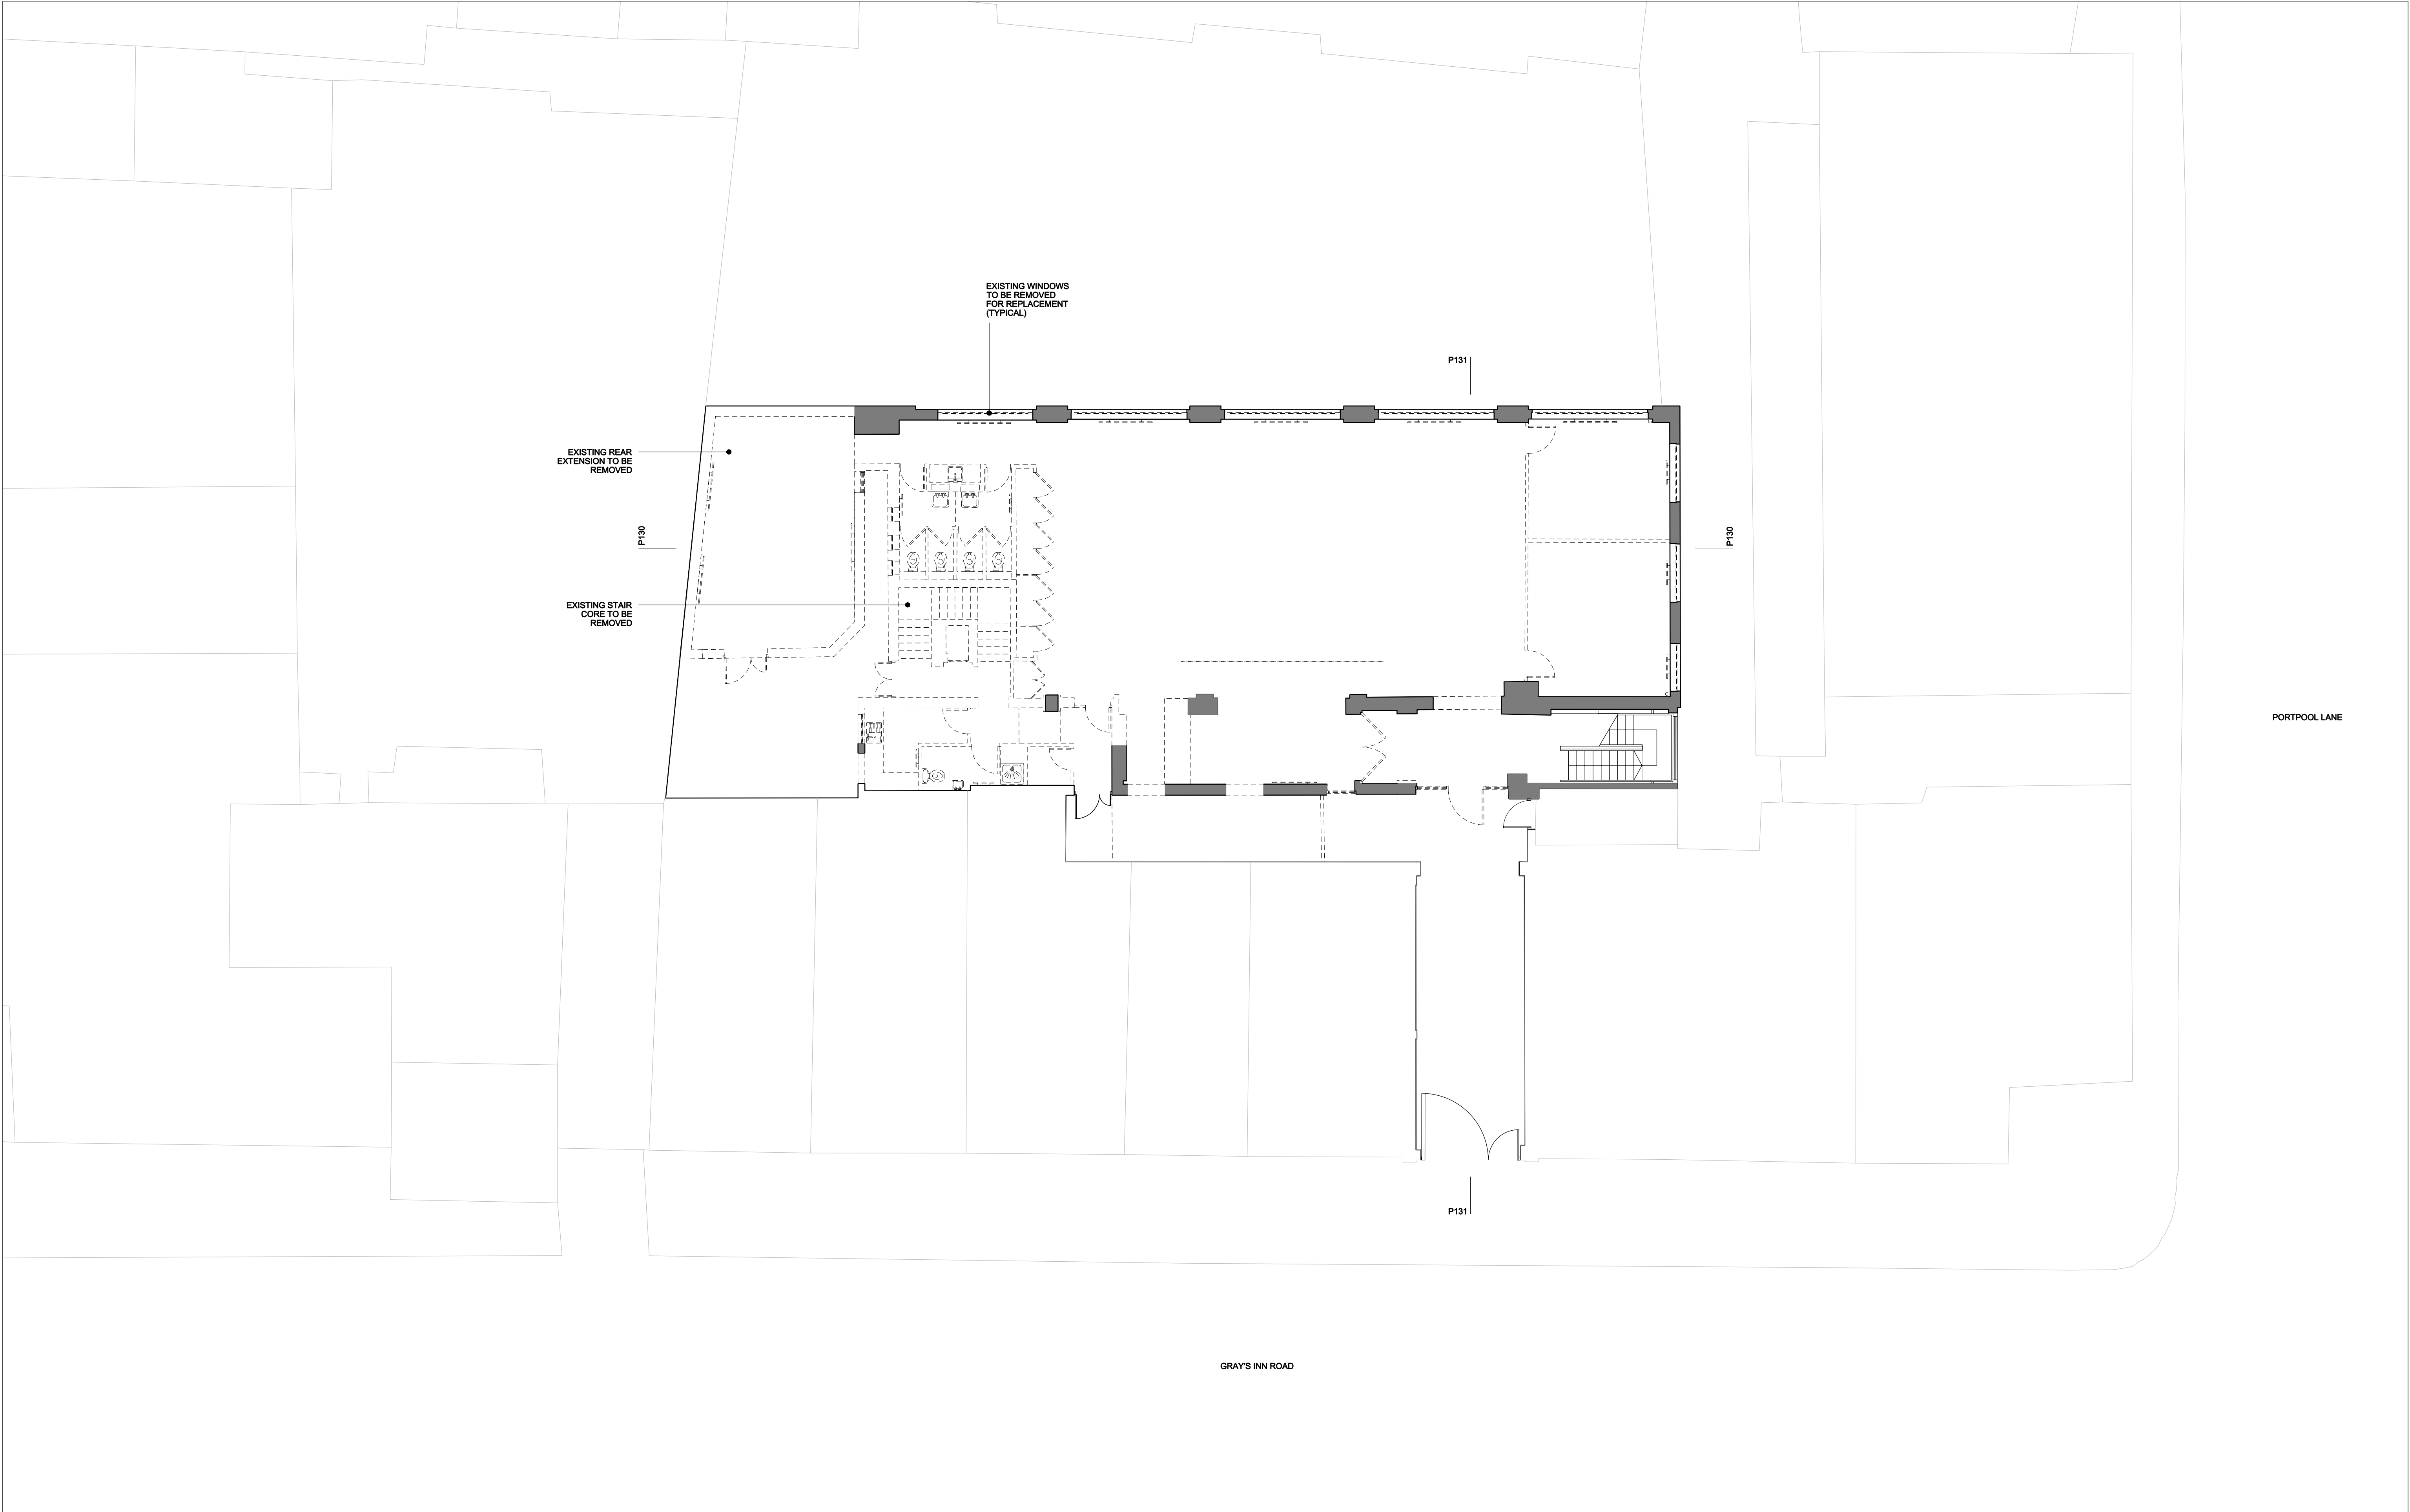 EXISTING WINDOWS
TO BE REMOVED
FOR REPLACEMENT
(TYPICAL)
P131
EXISTING REAR
EXTENSION TO BE
REMOVED
P130
P130
EXISTING STAIR
CORE TO BE
REMOVED
PORTPOOL LANE
P131
GRAY'S INN ROAD